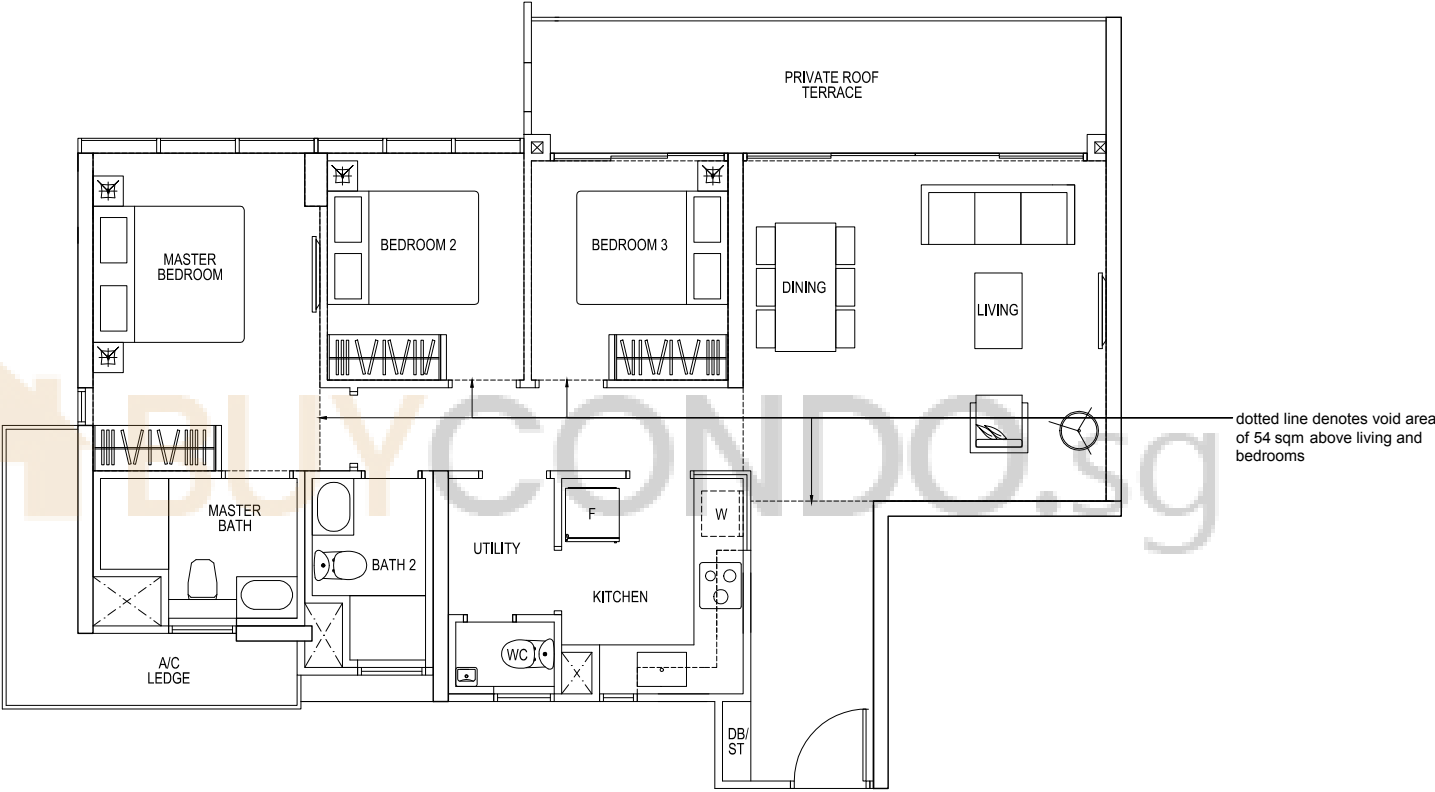 PRIVATE ROOF
TERRACE
MASTER
BEDROOM
BEDROOM 2
BEDROOM 3
DINING
LIVING
dotted line denotes void area
of 54 sqm above living and
bedrooms
BUYCONDO.sg
MASTER
BATH
BATH 2
UTILITY
F
W
KITCHEN
WC
A/C
LEDGE
DB/
ST